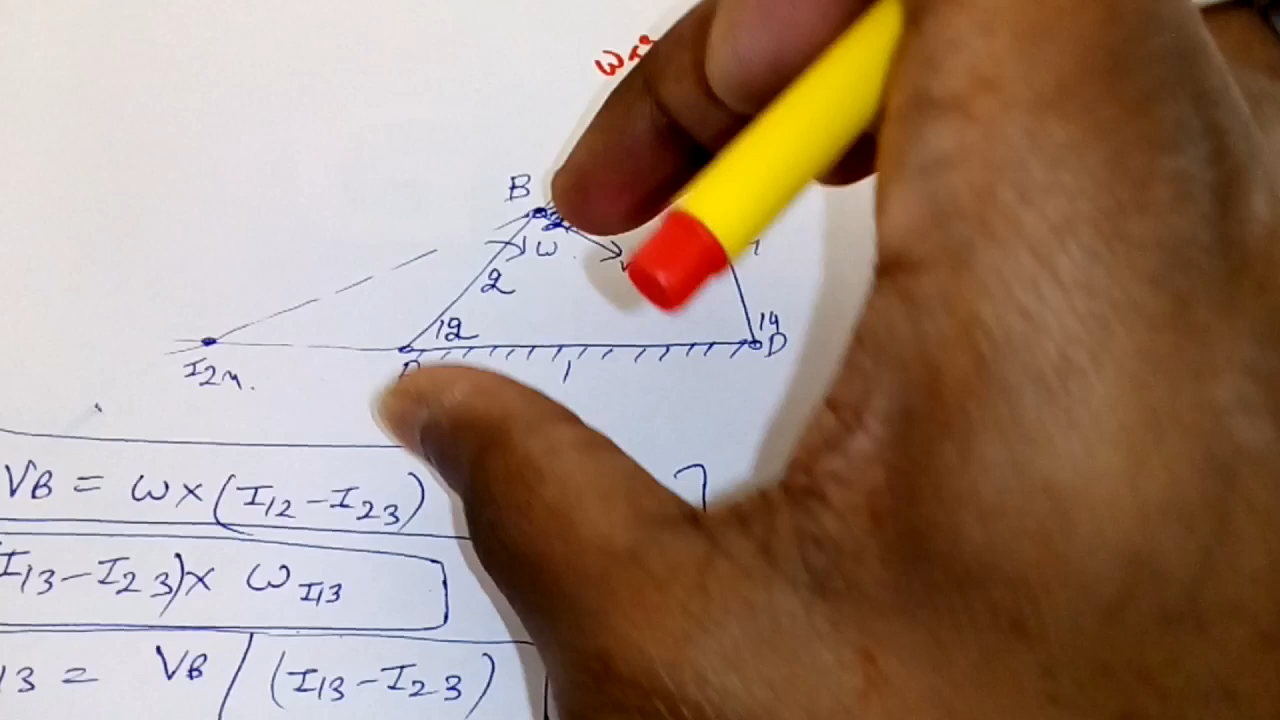 B
ω
2
12
14
D
I24.
1
VB = ω × (I12 - I23)
I13 - I23) × ωI13
13 = VB / (I13 - I23)